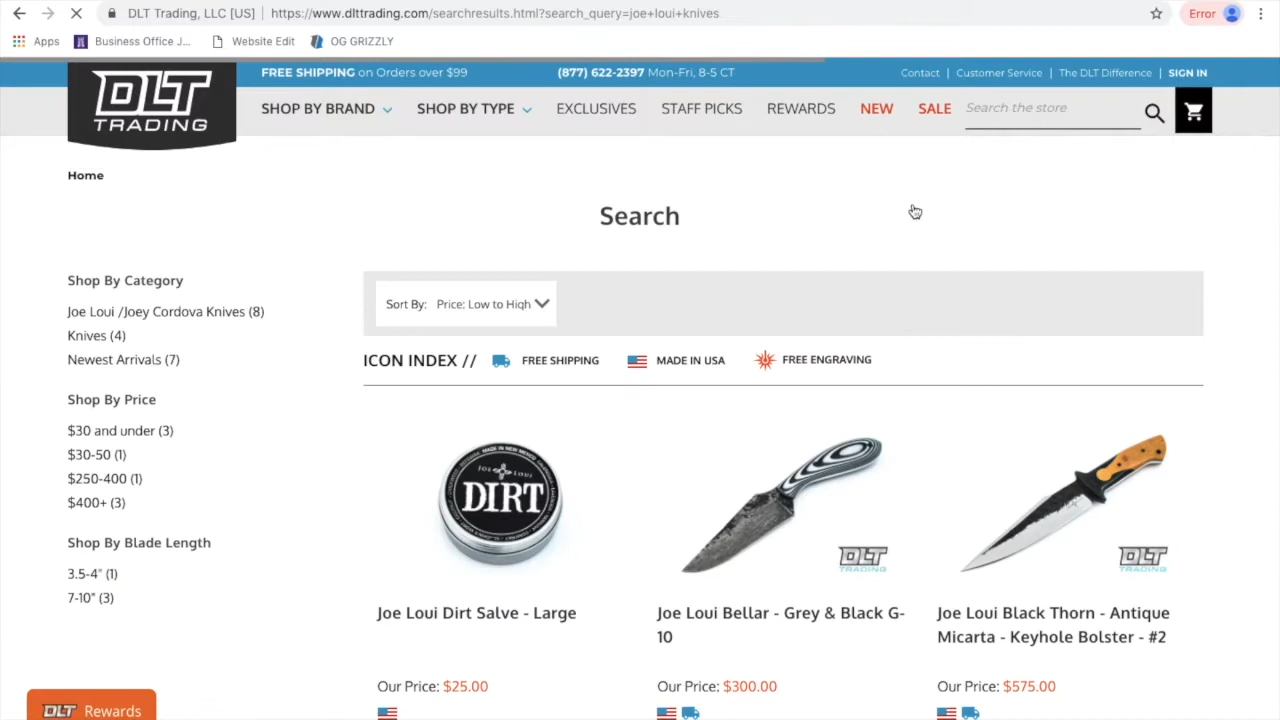 DLT Trading, LLC [US] | https://www.dlttrading.com/searchresults.html?search_query=joe+loui+knives
Error
Apps
Business Office J...
Website Edit
OG GRIZZLY
FREE SHIPPING on Orders over $99
(877) 622-2397 Mon-Fri, 8-5 CT
Contact | Customer Service | The DLT Difference | SIGN IN
DLT
TRADING
SHOP BY BRAND
SHOP BY TYPE
EXCLUSIVES
STAFF PICKS
REWARDS
NEW
SALE
Search the store
Home
Search
Shop By Category
Joe Loui /Joey Cordova Knives (8)
Knives (4)
Newest Arrivals (7)
Shop By Price
$30 and under (3)
$30-50 (1)
$250-400 (1)
$400+ (3)
Shop By Blade Length
3.5-4" (1)
7-10" (3)
Sort By: Price: Low to High
ICON INDEX //
FREE SHIPPING
MADE IN USA
FREE ENGRAVING
MADE IN NEW MEXICO
JOE LOUI
DIRT
DLT
TRADING
DLT
TRADING
Joe Loui Dirt Salve - Large
Our Price: $25.00
Joe Loui Bellar - Grey & Black G-
10
Our Price: $300.00
Joe Loui Black Thorn - Antique
Micarta - Keyhole Bolster - #2
Our Price: $575.00
DLT Rewards